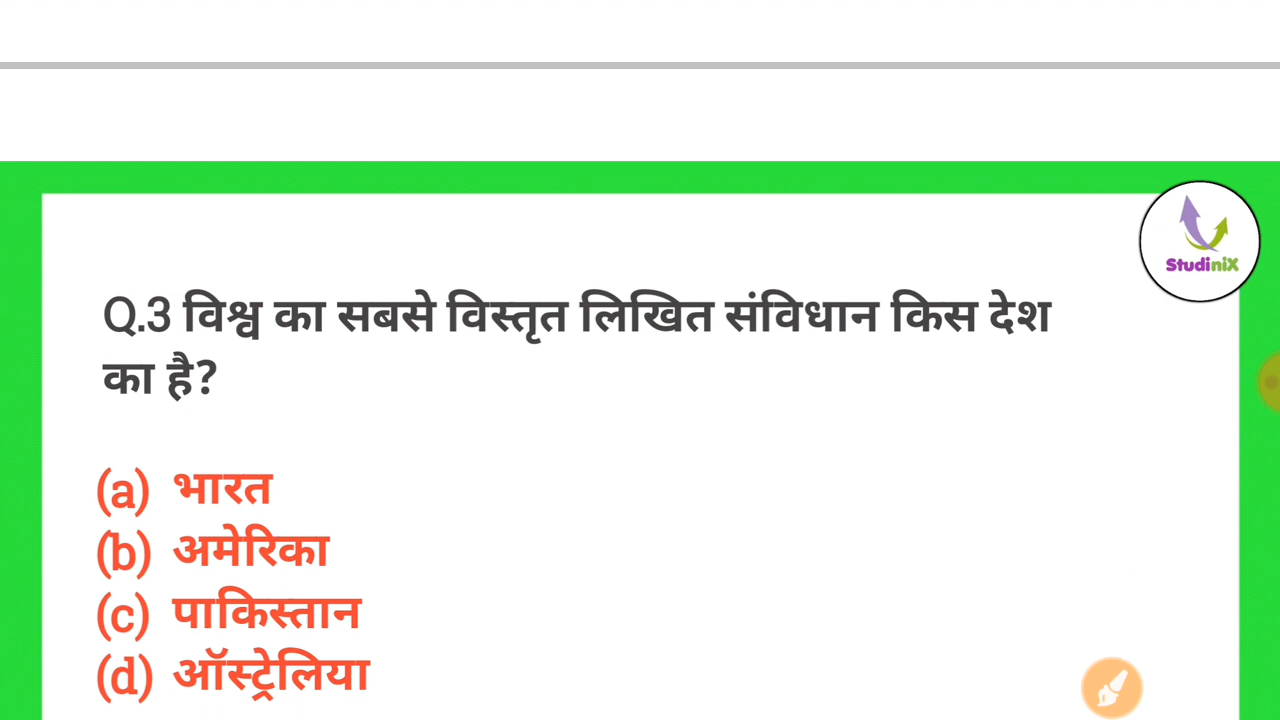 StudiniX
Q.3 विश्व का सबसे विस्तृत लिखित संविधान किस देश
का है?
(a) भारत
(b) अमेरिका
(c) पाकिस्तान
(d) ऑस्ट्रेलिया